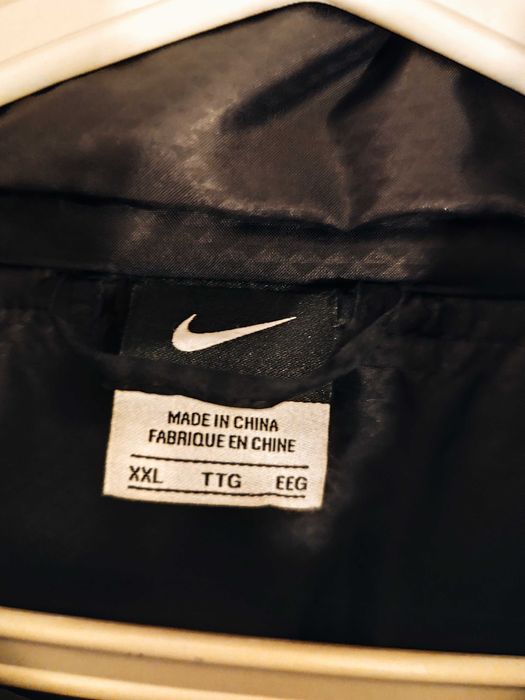 MADE IN CHINA
FABRIQUE EN CHINE
XXL TTG EEG